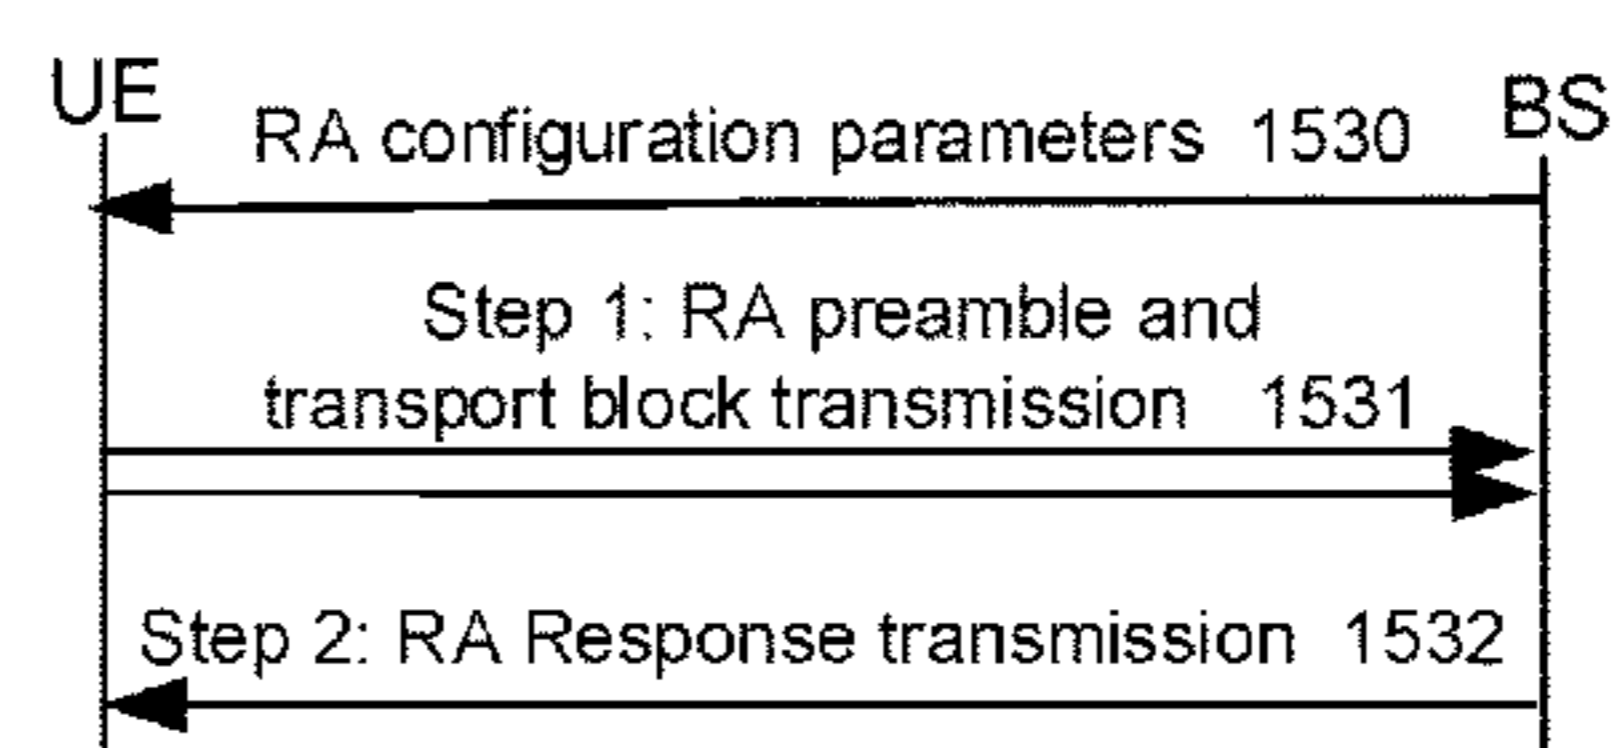 UE
BS
RA configuration parameters 1530
Step 1: RA preamble and
transport block transmission 1531
Step 2: RA Response transmission 1532